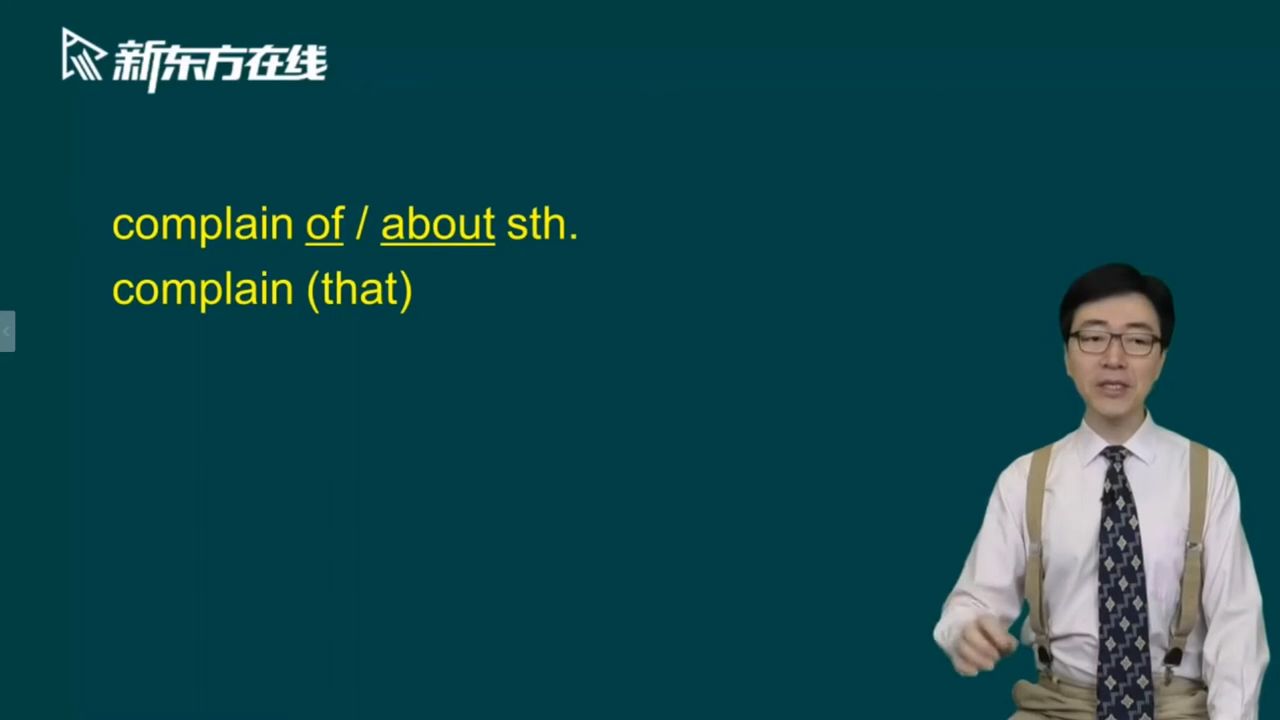 新东方在线
complain of / about sth.
complain (that)